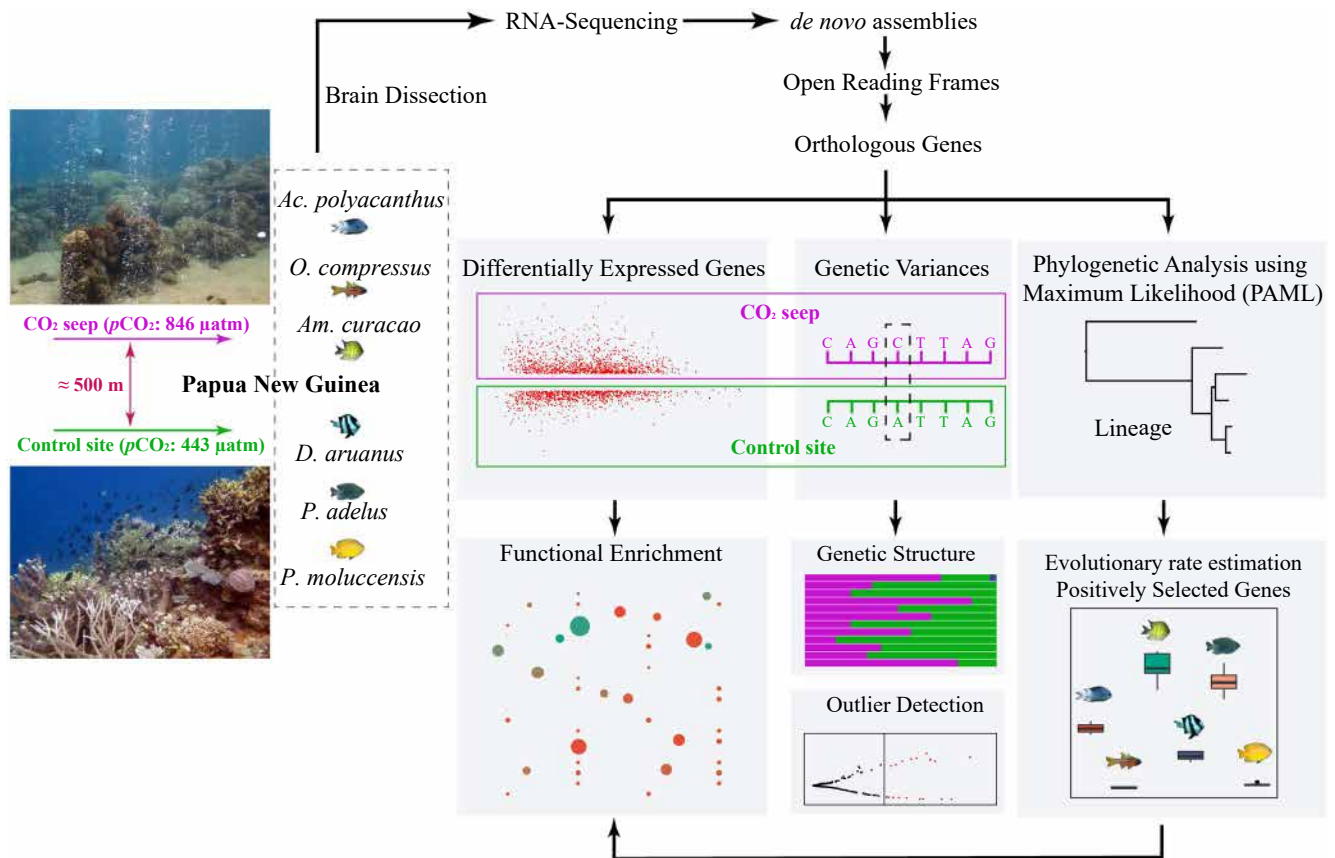 RNA-Sequencing
de novo assemblies
Brain Dissection
Open Reading Frames
Orthologous Genes
Ac. polyacanthus
O. compressus
Am. curacao
CO₂ seep (pCO₂: 846 µatm)
≈ 500 m
Papua New Guinea
Control site (pCO₂: 443 µatm)
D. aruanus
P. adelus
P. moluccensis
Differentially Expressed Genes
Genetic Variances
CO₂ seep
C A G C T T A G
C A G A T T A G
Control site
Phylogenetic Analysis using
Maximum Likelihood (PAML)
Lineage
Functional Enrichment
Genetic Structure
Outlier Detection
Evolutionary rate estimation
Positively Selected Genes